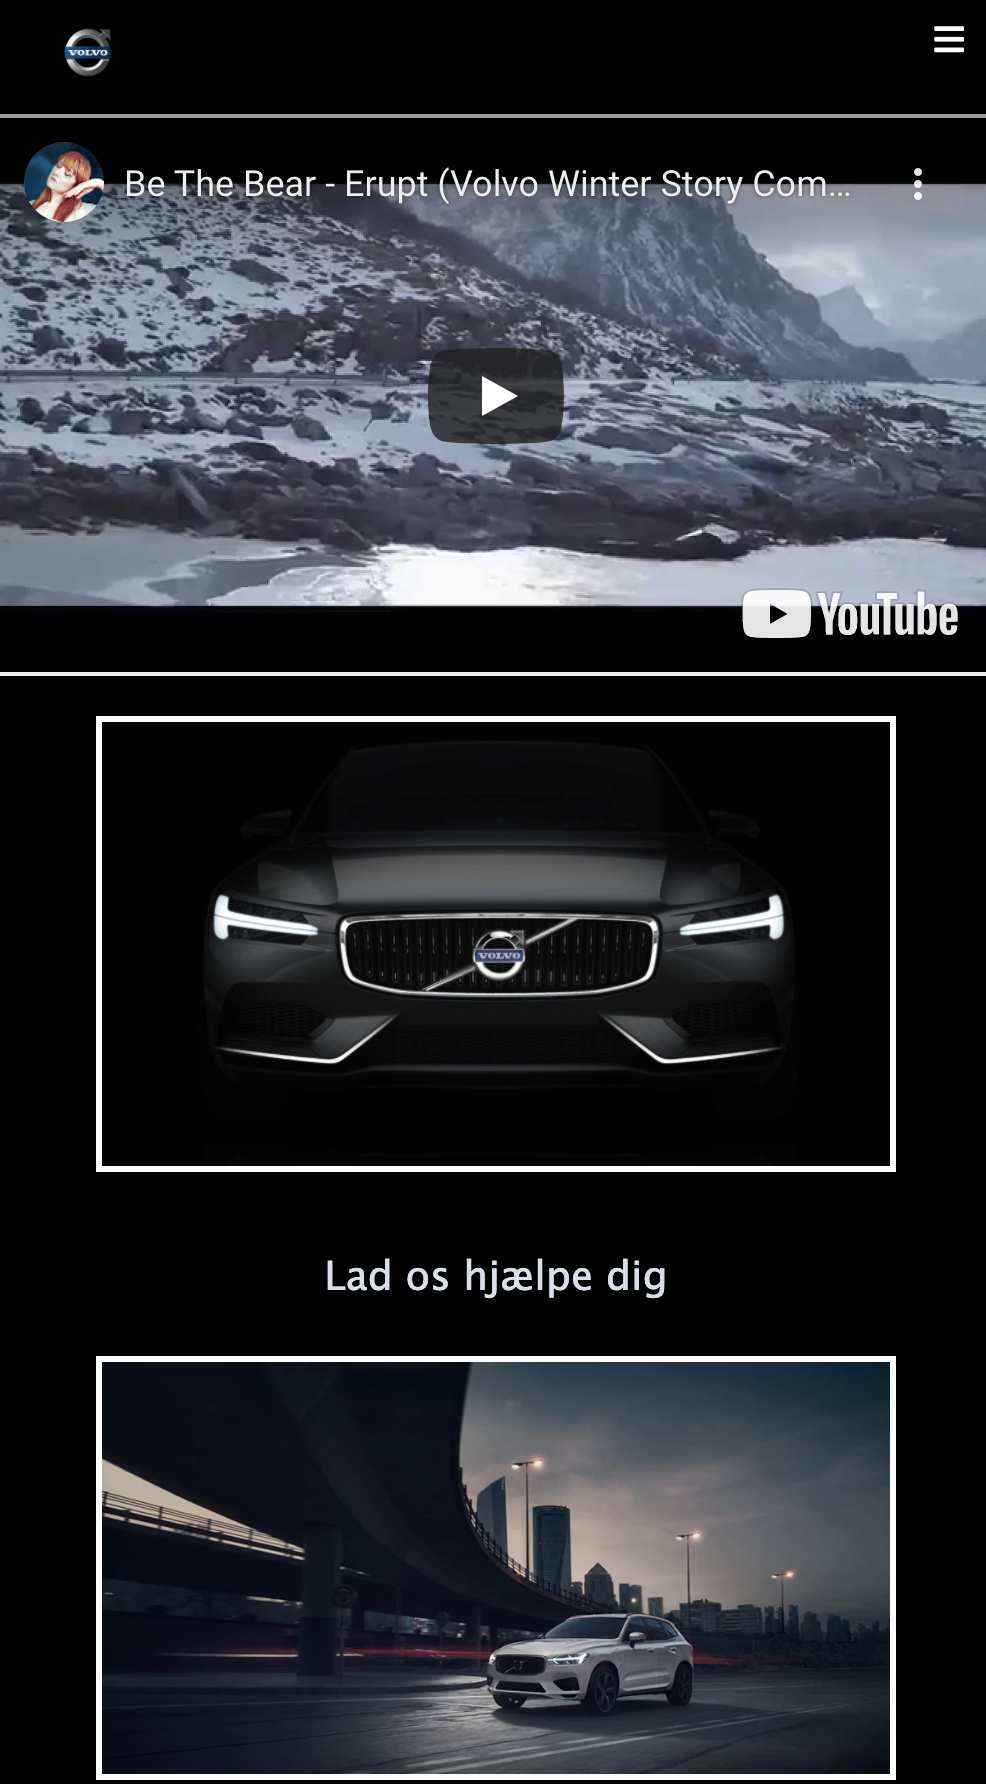 VOLVO
Be The Bear - Erupt (Volvo Winter Story Com...
YouTube
VOLVO
Lad os hjælpe dig